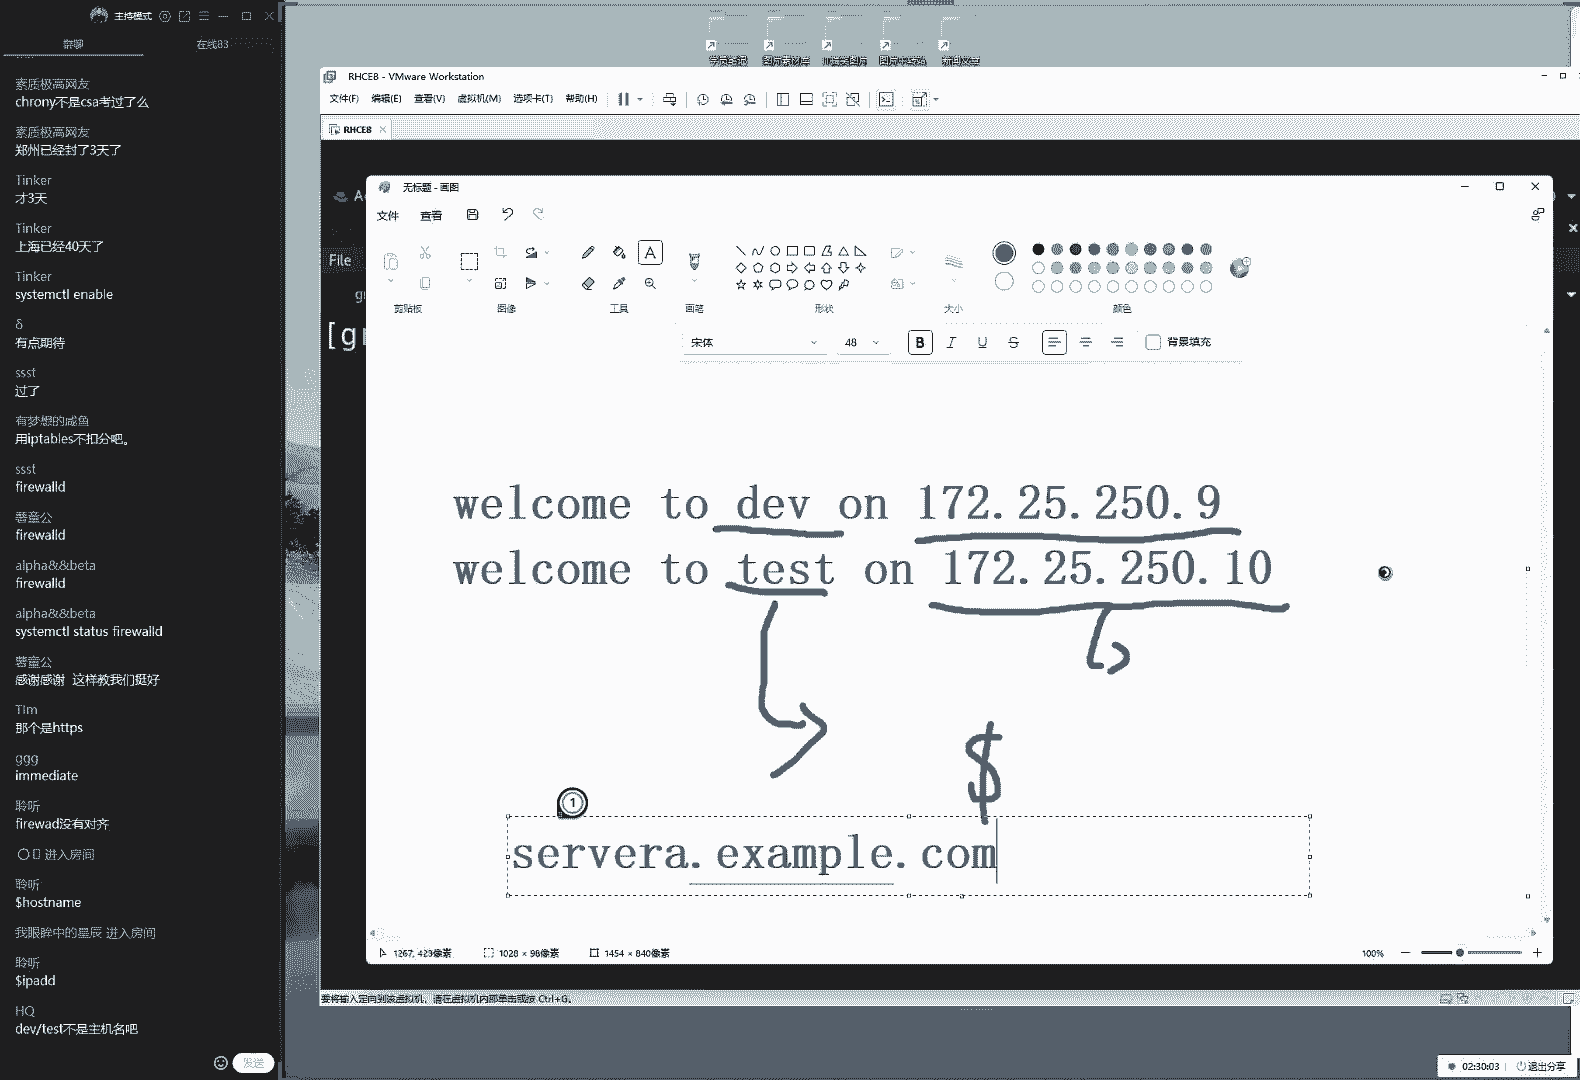 主持模式
群聊
在线83
素质极高网友
chrony不是csa考过了么
素质极高网友
郑州已经封了3天了
Tinker
才3天
Tinker
上海已经40天了
Tinker
systemctl enable
δ
有点期待
ssst
过了
有梦想的咸鱼
用iptables不扣分吧。
ssst
firewalld
馨童公
firewalld
alpha&&beta
firewalld
alpha&&beta
systemctl status firewalld
馨童公
感谢感谢 这样教我们挺好
Tim
那个是https
ggg
immediate
聆听
firewad没有对齐
进入房间
聆听
$hostname
我眼眸中的星辰 进入房间
聆听
$ipadd
HQ
dev/test不是主机名吧
发送
RHCE8 - VMware Workstation
文件(F) 编辑(E) 查看(V) 虚拟机(M) 选项卡(T) 帮助(H)
RHCE8
File
[gr
无标题 - 画图
文件 查看
剪贴板 图像 工具 画笔 形状 大小 颜色
宋体 48 B I U S 背景填充
welcome to dev on 172.25.250.9
welcome to test on 172.25.250.10
$
1
servera.example.com
1267, 423像素 1028 × 98像素 1454 × 840像素 100%
要将输入定向到该虚拟机，请在虚拟机内部单击或按 Ctrl+G。
02:30:03 退出分享